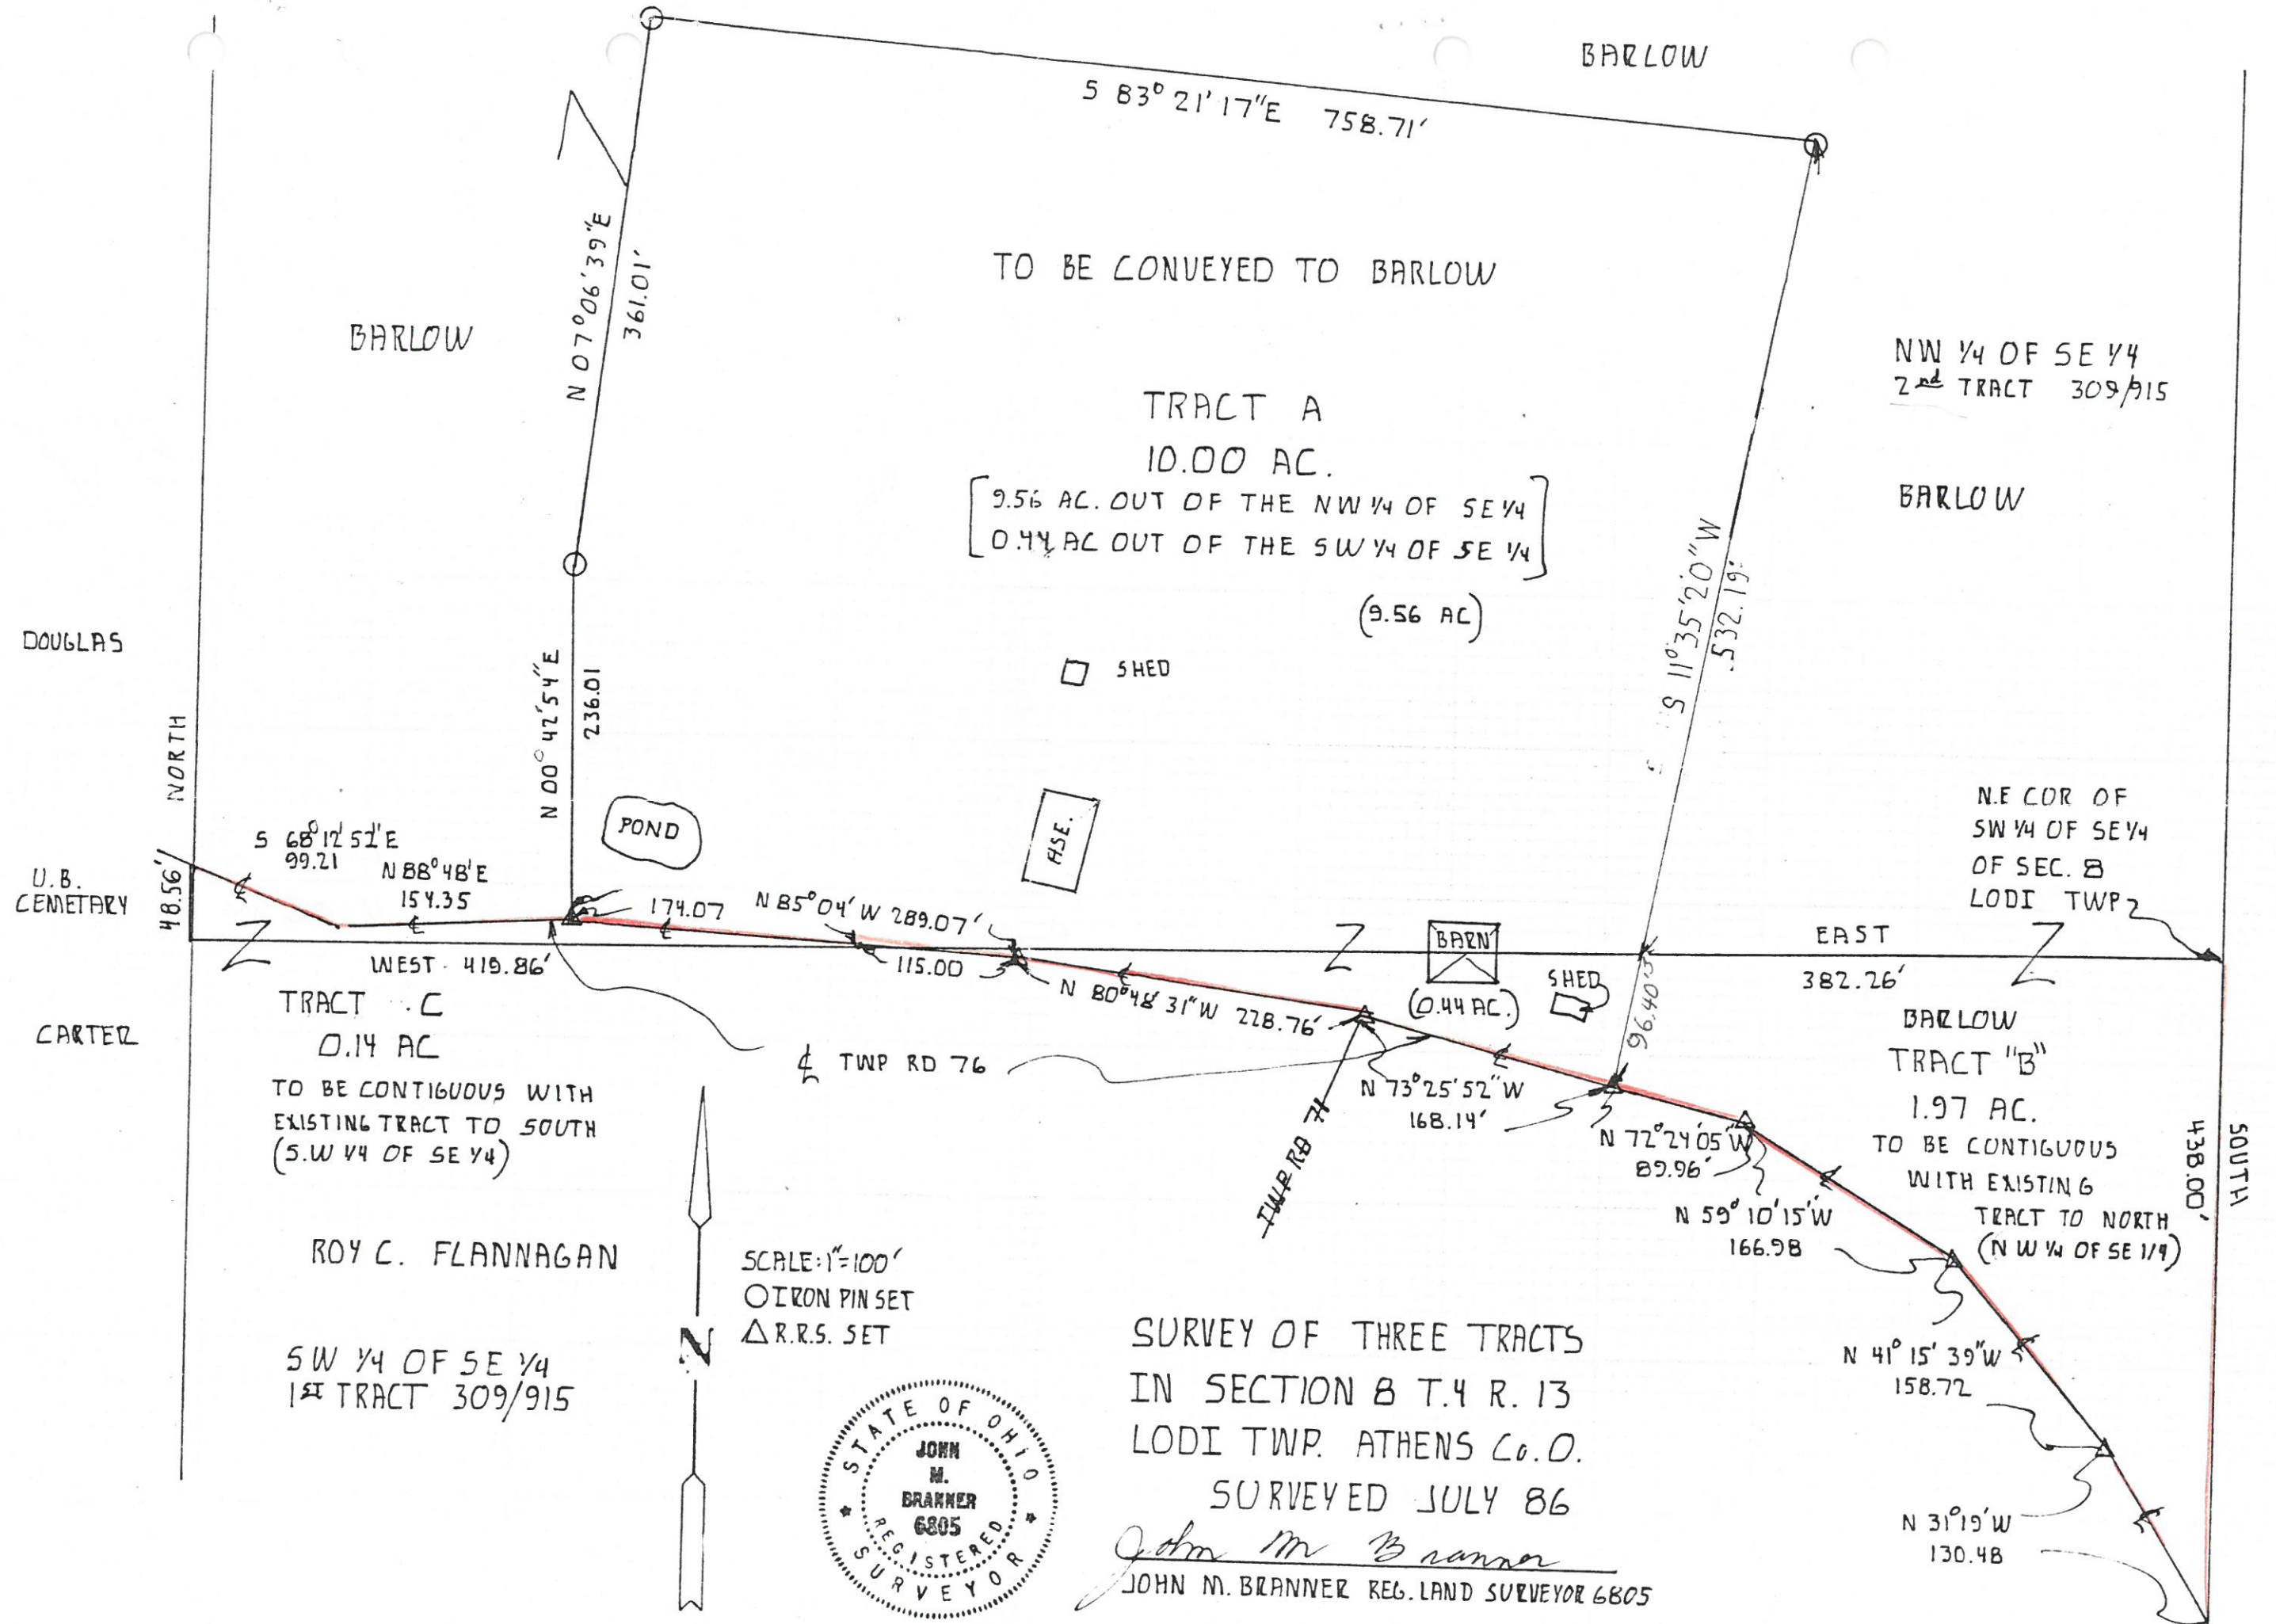 BARLOW
S 83° 21' 17"E 758.71'
N 07° 06' 39"E
361.01'
TO BE CONVEYED TO BARLOW
BARLOW
NW 1/4 OF SE 1/4
2nd TRACT 309/915
TRACT A
10.00 AC.
[9.56 AC. OUT OF THE NW 1/4 OF SE 1/4
0.44 AC OUT OF THE SW 1/4 OF SE 1/4]
BARLOW
S 11° 35' 20" W
532.19'
(9.56 AC)
DOUGLAS
SHED
N 00° 42' 54" E
236.01
NORTH
POND
HSE.
N.E COR OF
SW 1/4 OF SE 1/4
OF SEC. 8
LODI TWP
S 68° 12' 52" E
99.21
N 88° 48' E
154.35
U.B.
CEMETARY
48.56'
174.07
N 85° 04' W 289.07'
BARN
EAST
WEST 419.86'
115.00
382.26'
N 80° 48' 31" W 228.76'
(0.44 AC.)
SHED
96.40'
TRACT C
0.14 AC
TO BE CONTIGUOUS WITH
EXISTING TRACT TO SOUTH
(S.W 1/4 OF SE 1/4)
CARTER
℄ TWP RD 76
TWP RD 71
N 73° 25' 52" W
168.14'
BARLOW
TRACT "B"
1.97 AC.
TO BE CONTIGUOUS
WITH EXISTING
TRACT TO NORTH
(N W 1/4 OF SE 1/4)
N 72° 24' 05" W
89.96'
SOUTH
438.00'
N 59° 10' 15" W
166.98
ROY C. FLANNAGAN
SCALE: 1"=100'
○ IRON PIN SET
△ R.R.S. SET
N
SW 1/4 OF SE 1/4
1ST TRACT 309/915
N 41° 15' 39" W
158.72
N 31° 19' W
130.48
STATE OF OHIO
JOHN
M.
BRANNER
6805
REGISTERED
SURVEYOR
SURVEY OF THREE TRACTS
IN SECTION 8 T.4 R. 13
LODI TWP. ATHENS Co. O.
SURVEYED JULY 86
John M Branner
JOHN M. BRANNER REG. LAND SURVEYOR 6805